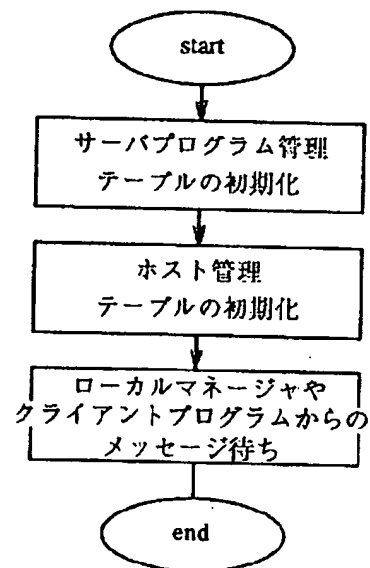 start
サーバプログラム管理
テーブルの初期化
ホスト管理
テーブルの初期化
ローカルマネージャや
クライアントプログラムからの
メッセージ待ち
end